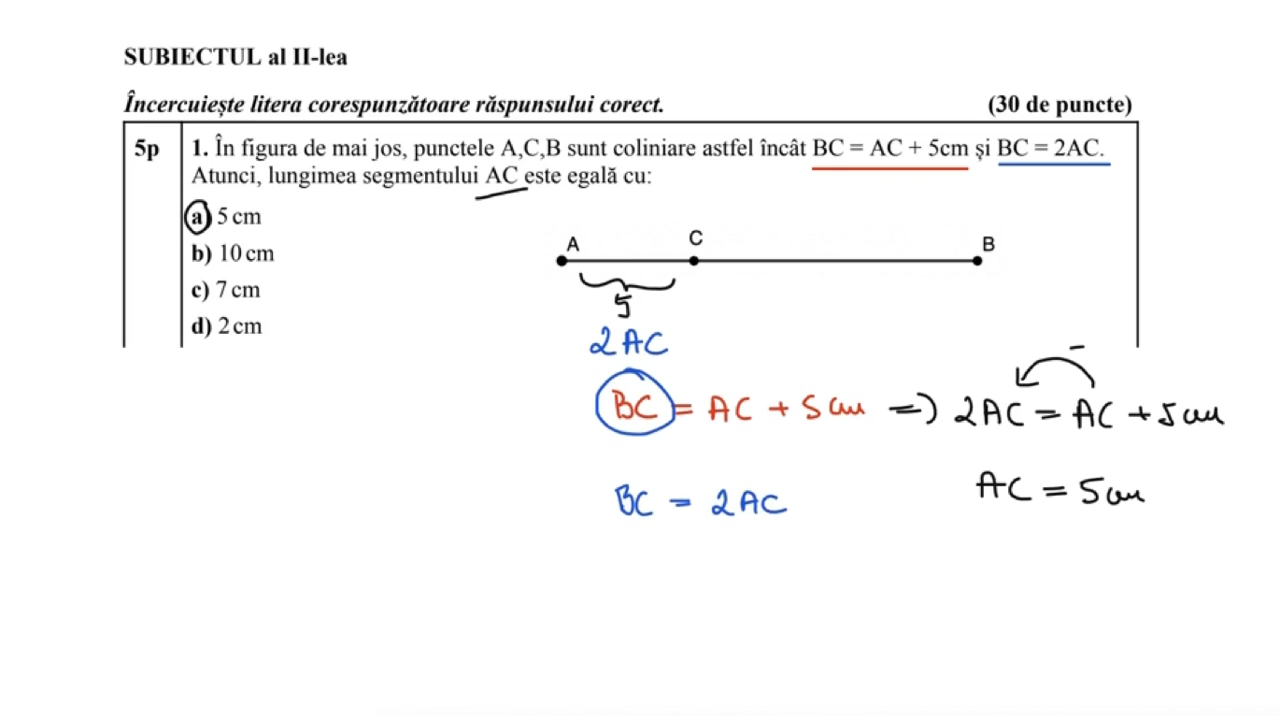 SUBIECTUL al II-lea
Încercuiește litera corespunzătoare răspunsului corect. (30 de puncte)
5p 1. În figura de mai jos, punctele A,C,B sunt coliniare astfel încât BC = AC + 5cm și BC = 2AC.
Atunci, lungimea segmentului AC este egală cu:
a) 5 cm
b) 10 cm
c) 7 cm
d) 2 cm
A C B
5
2AC
BC = AC + 5cm => 2AC = AC + 5cm
-
BC = 2AC
AC = 5cm